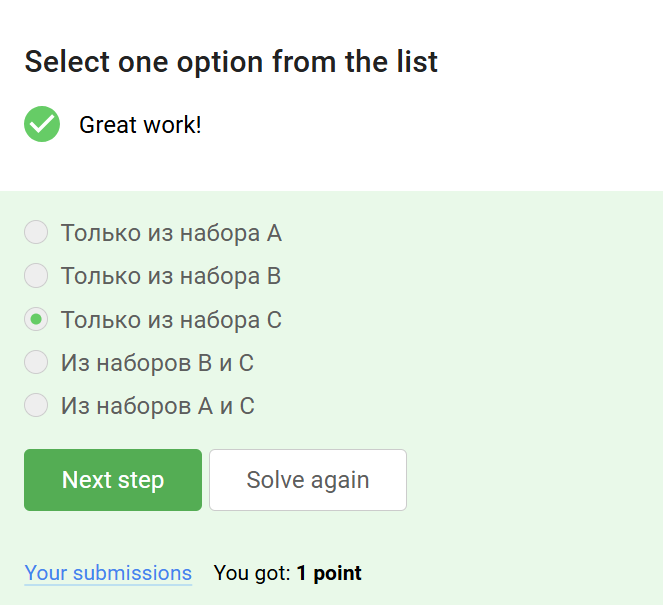 Select one option from the list
Great work!
Только из набора А
Только из набора В
Только из набора С
Из наборов В и С
Из наборов А и С
Next step
Solve again
Your submissions You got: 1 point